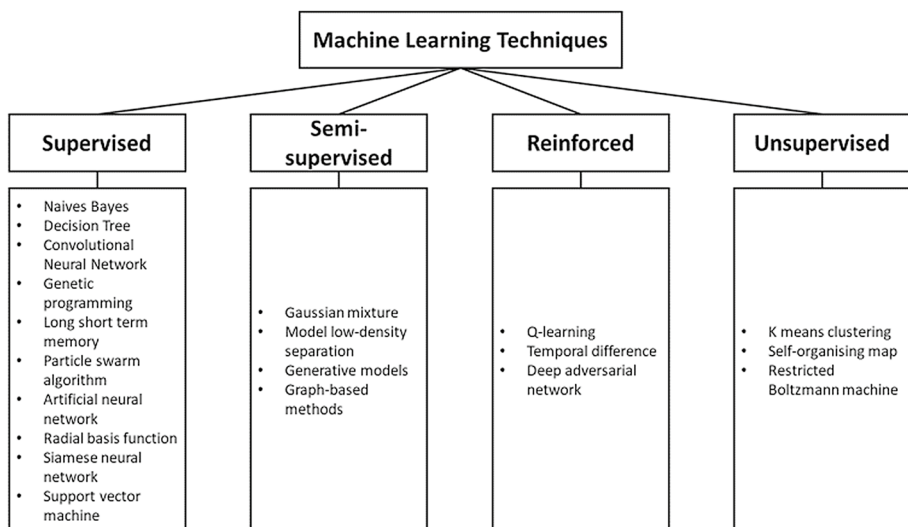 Machine Learning Techniques
Supervised
Semi-
supervised
Reinforced
Unsupervised
• Naives Bayes
• Decision Tree
• Convolutional
Neural Network
• Genetic
programming
• Long short term
memory
• Particle swarm
algorithm
• Artificial neural
network
• Radial basis function
• Siamese neural
network
• Support vector
machine
• Gaussian mixture
• Model low-density
separation
• Generative models
• Graph-based
methods
• Q-learning
• Temporal difference
• Deep adversarial
network
• K means clustering
• Self-organising map
• Restricted
Boltzmann machine